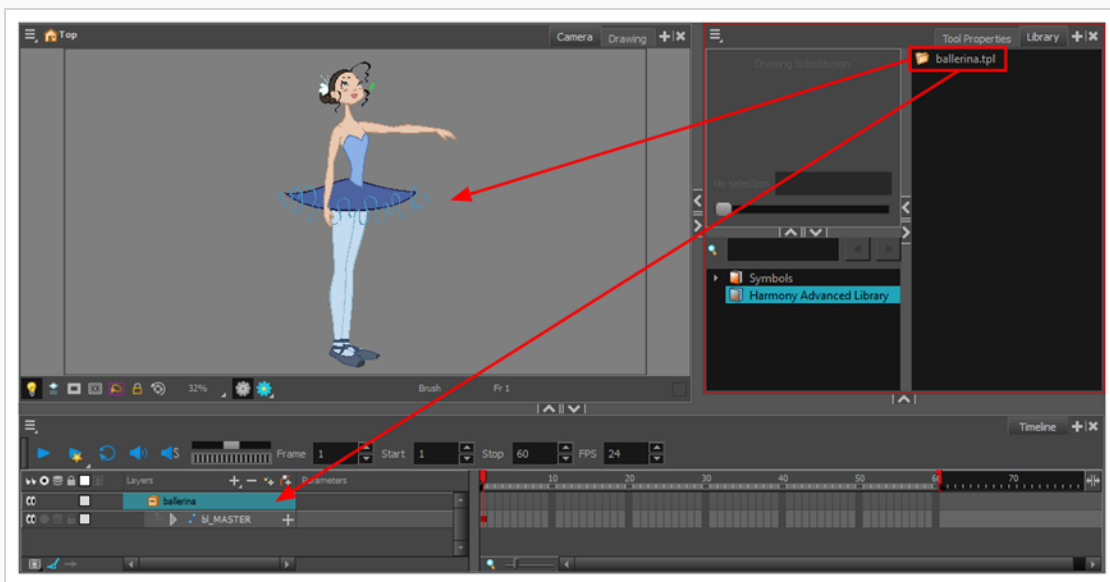 Top
Camera Drawing
Tool Properties Library
Drawing Substitution
ballerina.tpl
No selection
Symbols
Harmony Advanced Library
32% Brush Fr 1
Timeline
Frame 1 Start 1 Stop 60 FPS 24
Layers Parameters
10 20 30 40 50 60 70
ballerina
bl_MASTER